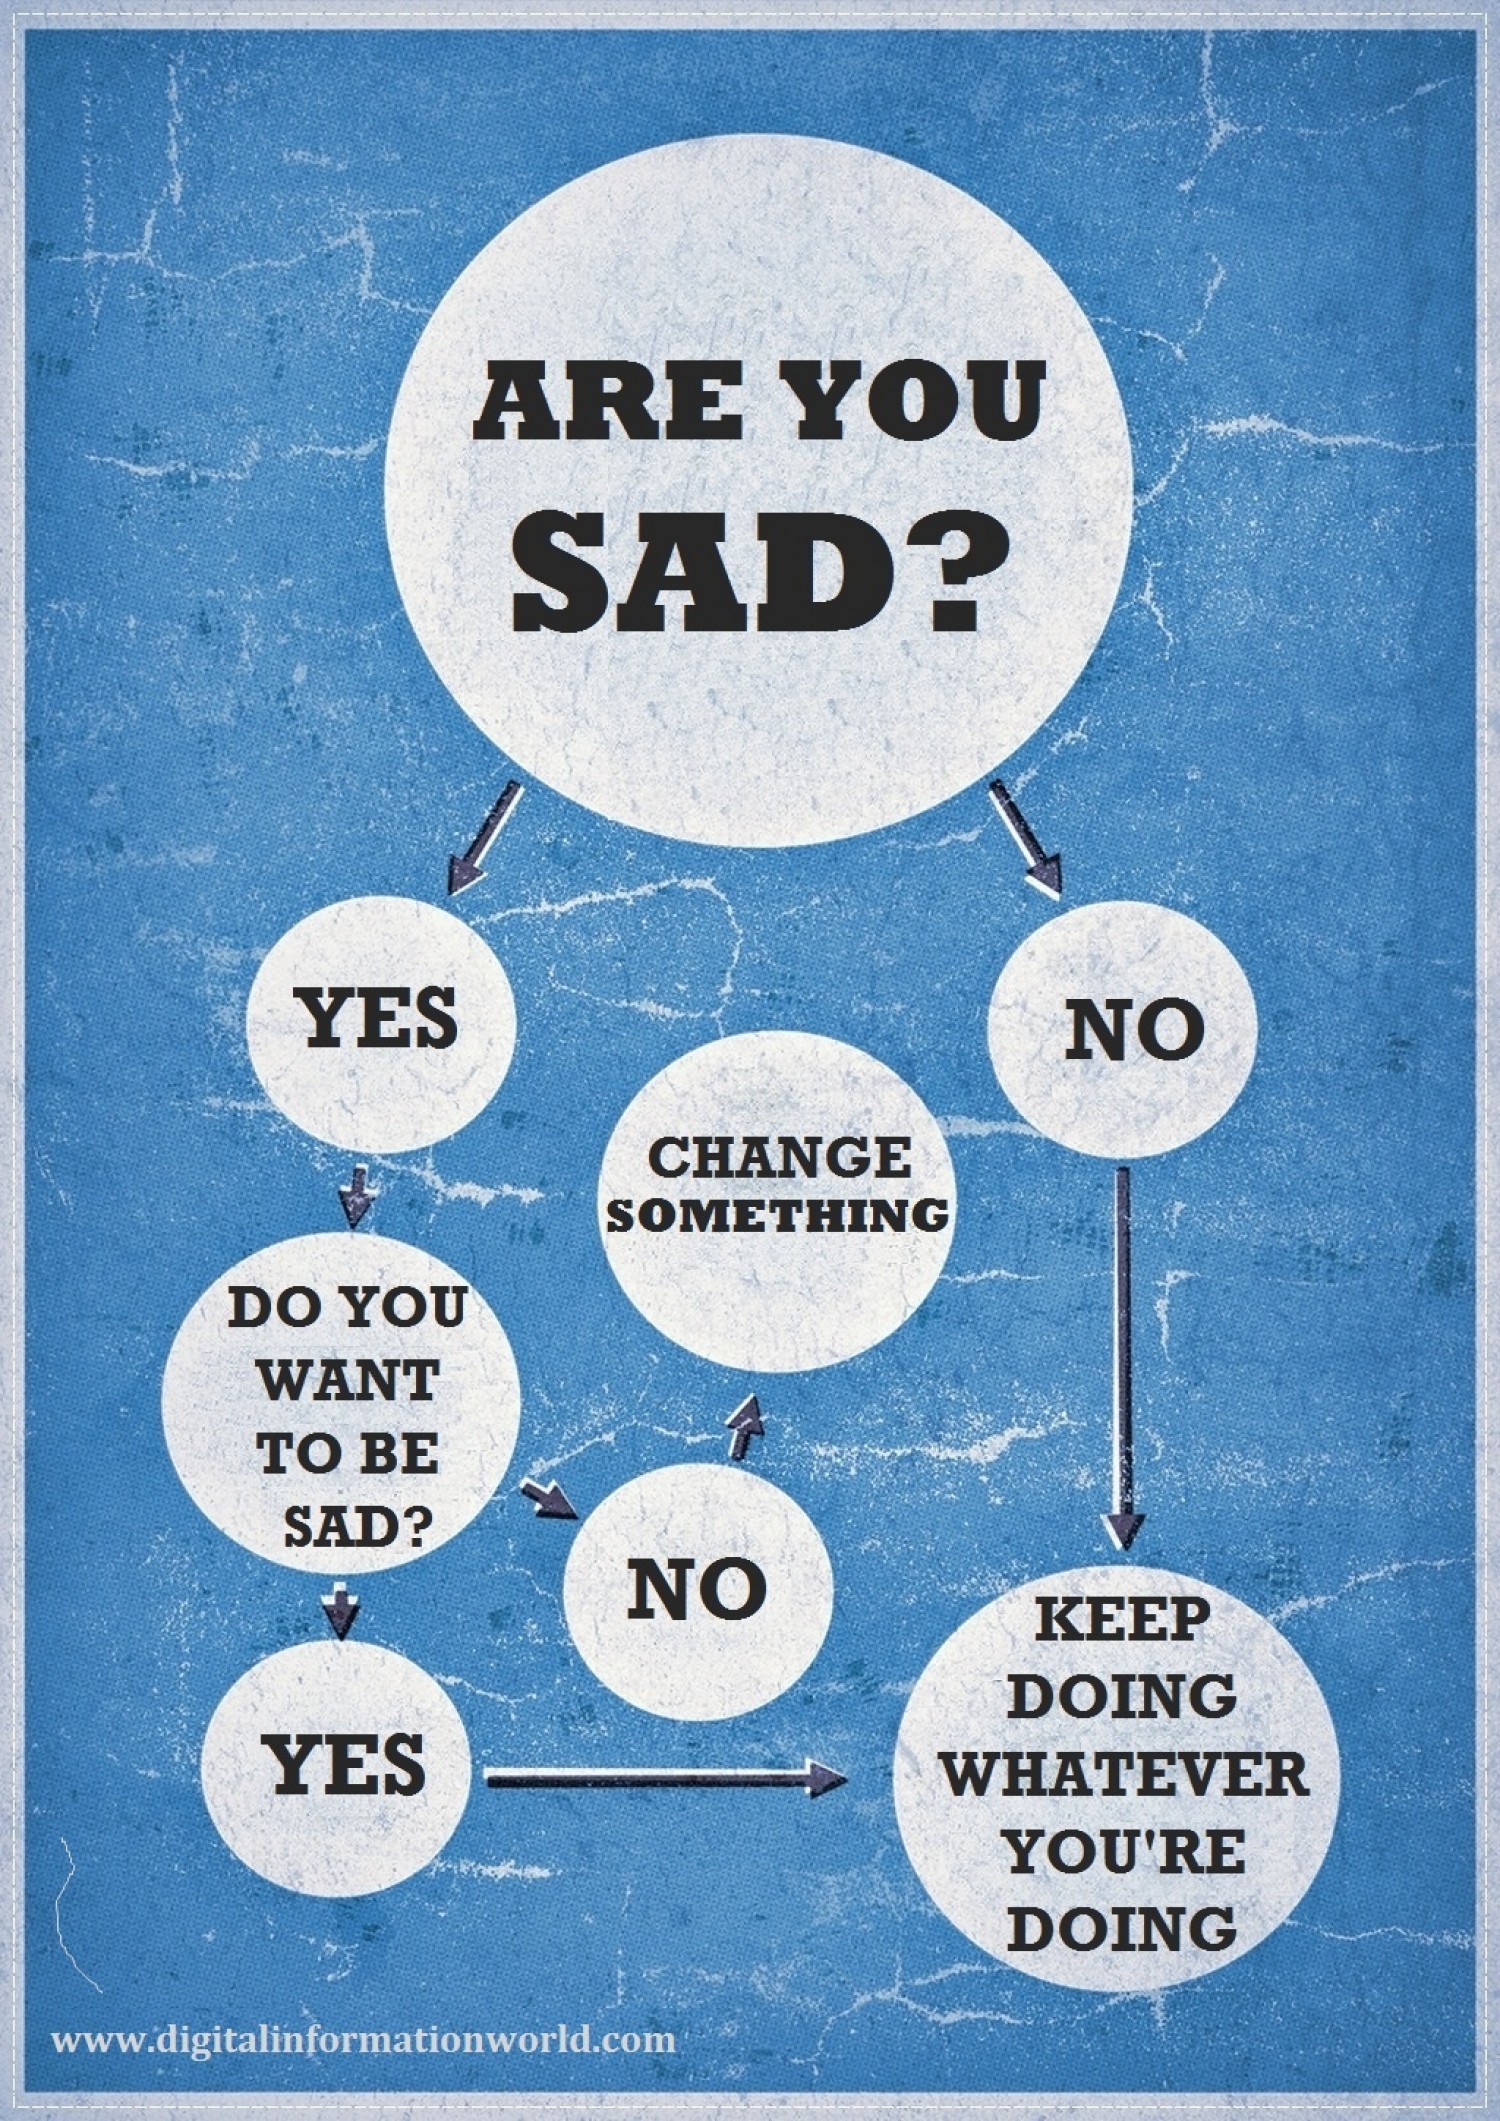 ARE YOU
SAD?
YES
NO
CHANGE
SOMETHING
DO YOU
WANT
TO BE
SAD?
NO
YES
KEEP
DOING
WHATEVER
YOU'RE
DOING
www.digitalinformationworld.com